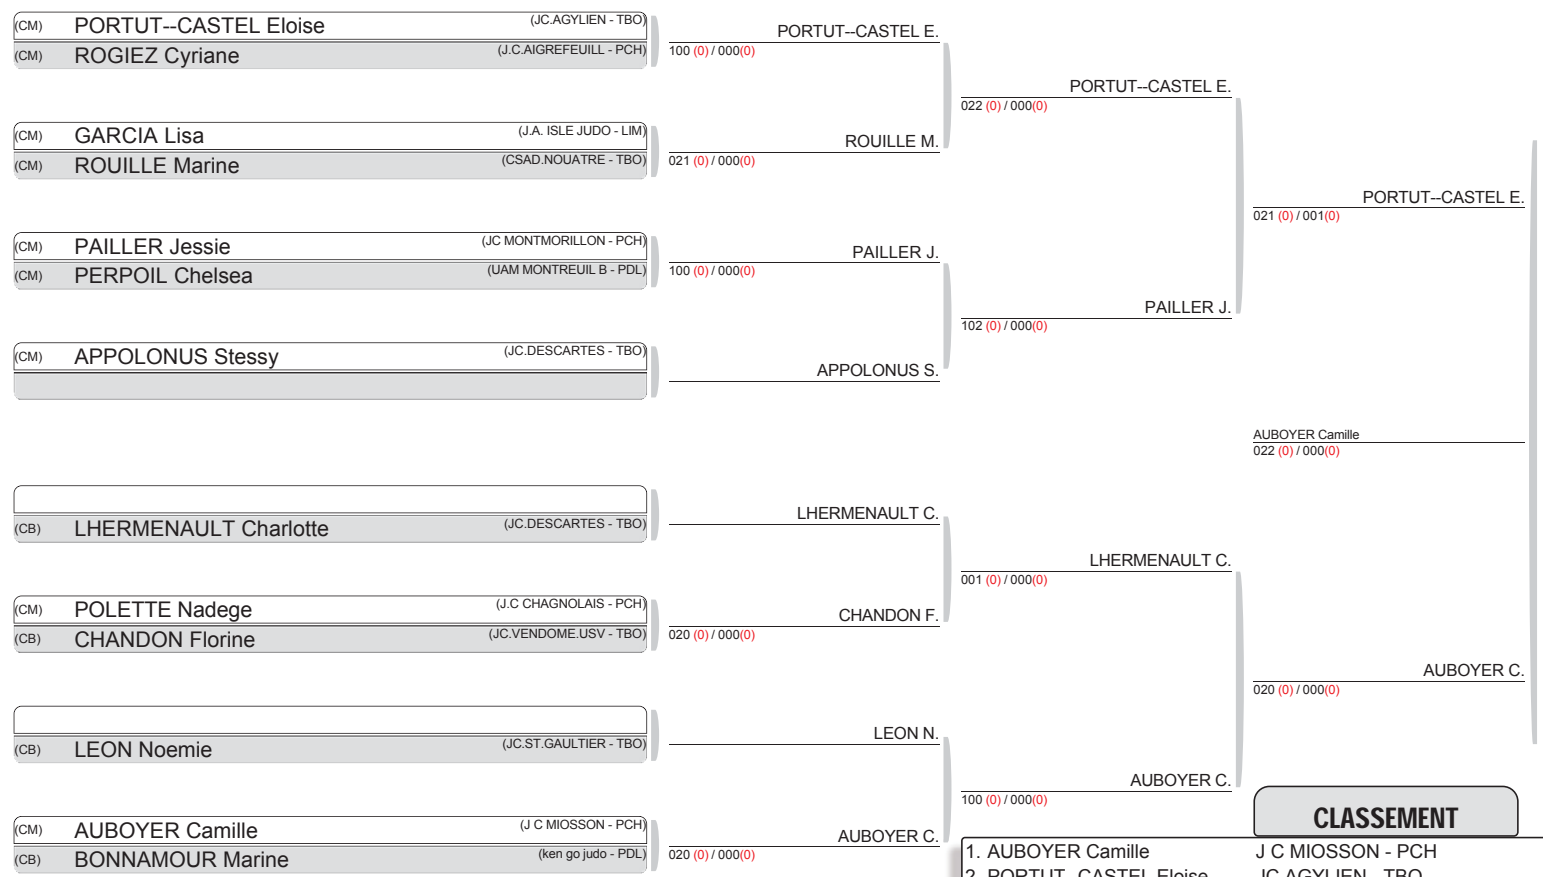 (CM) PORTUT--CASTEL Eloise (JC.AGYLIEN - TBO)
(CM) ROGIEZ Cyriane (J.C.AIGREFEUILL - PCH)
PORTUT--CASTEL E.
100 (0) / 000(0)
PORTUT--CASTEL E.
022 (0) / 000(0)
(CM) GARCIA Lisa (J.A. ISLE JUDO - LIM)
(CM) ROUILLE Marine (CSAD.NOUATRE - TBO)
ROUILLE M.
021 (0) / 000(0)
PORTUT--CASTEL E.
021 (0) / 001(0)
(CM) PAILLER Jessie (JC MONTMORILLON - PCH)
(CM) PERPOIL Chelsea (UAM MONTREUIL B - PDL)
PAILLER J.
100 (0) / 000(0)
PAILLER J.
102 (0) / 000(0)
(CM) APPOLONUS Stessy (JC.DESCARTES - TBO)
APPOLONUS S.
AUBOYER Camille
022 (0) / 000(0)
(CB) LHERMENAULT Charlotte (JC.DESCARTES - TBO)
LHERMENAULT C.
LHERMENAULT C.
001 (0) / 000(0)
(CM) POLETTE Nadege (J.C CHAGNOLAIS - PCH)
(CB) CHANDON Florine (JC.VENDOME.USV - TBO)
CHANDON F.
020 (0) / 000(0)
AUBOYER C.
020 (0) / 000(0)
(CB) LEON Noemie (JC.ST.GAULTIER - TBO)
LEON N.
AUBOYER C.
100 (0) / 000(0)
(CM) AUBOYER Camille (J C MIOSSON - PCH)
(CB) BONNAMOUR Marine (ken go judo - PDL)
AUBOYER C.
020 (0) / 000(0)
CLASSEMENT
1. AUBOYER Camille J C MIOSSON - PCH
2. PORTUT--CASTEL Eloise JC.AGYLIEN - TBO